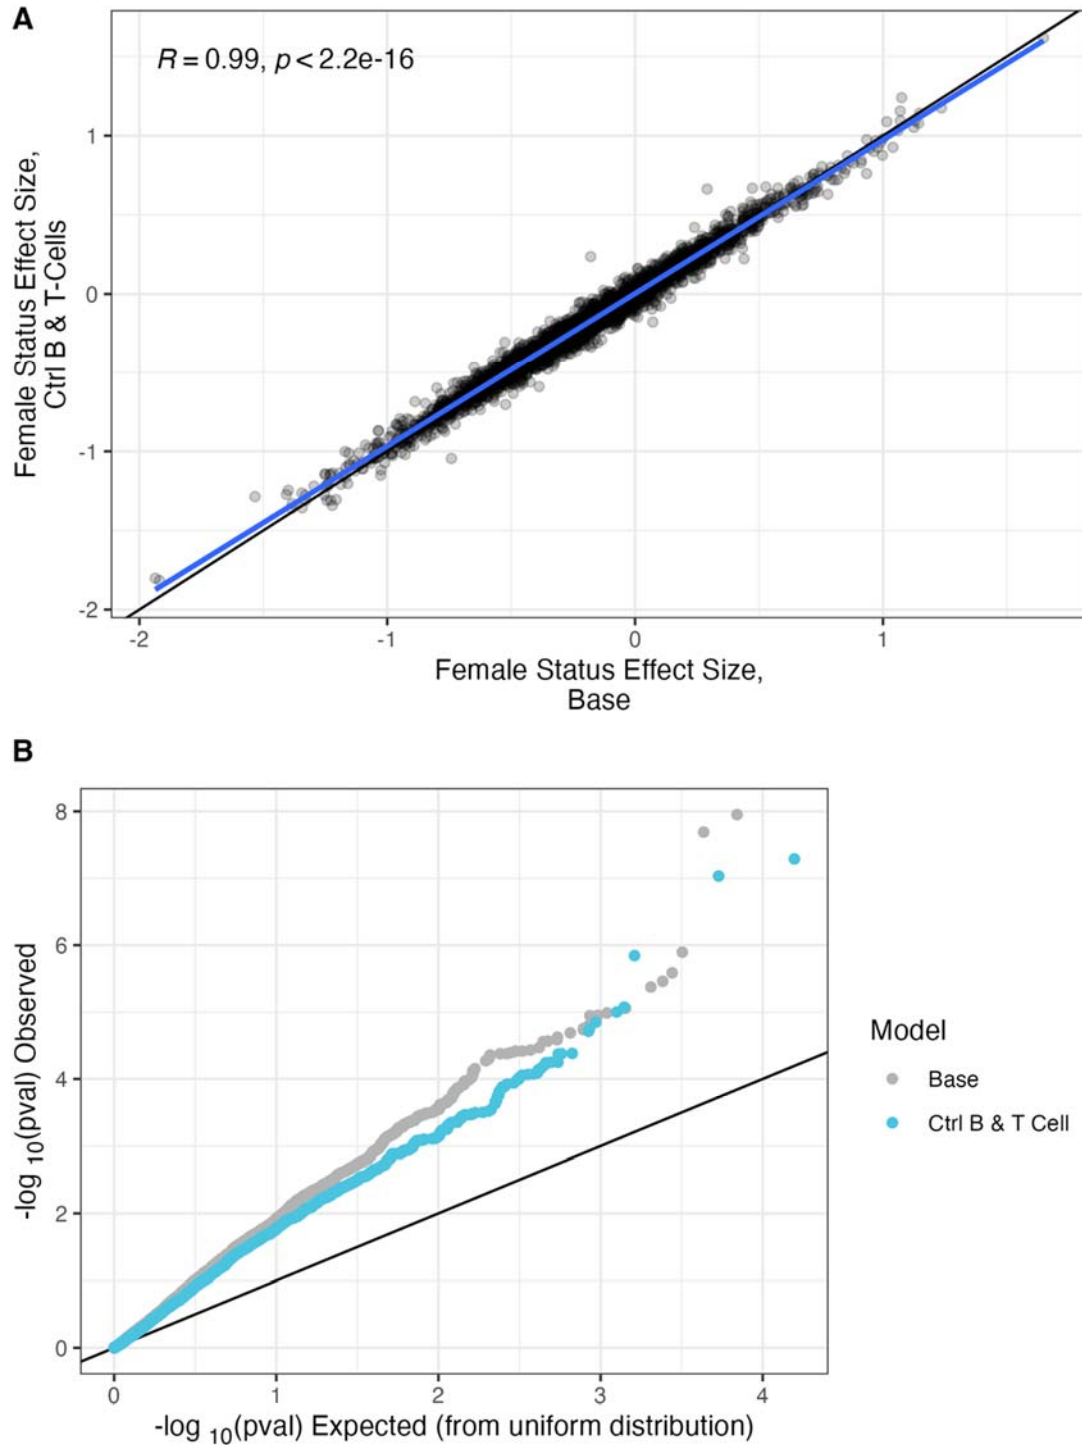 A
R = 0.99, p < 2.2e-16
Female Status Effect Size,
Ctrl B & T-Cells
1
0
-1
-2
-2
-1
0
1
Female Status Effect Size,
Base
B
-log 10(pval) Observed
8
6
4
2
0
0
1
2
3
4
-log 10(pval) Expected (from uniform distribution)
Model
Base
Ctrl B & T Cell